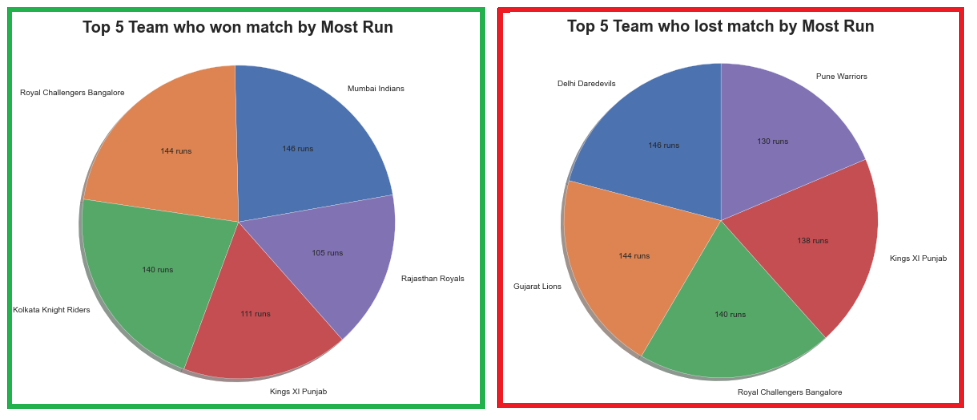 Top 5 Team who won match by Most Run
Royal Challengers Bangalore
Mumbai Indians
144 runs
146 runs
140 runs
105 runs
111 runs
Kolkata Knight Riders
Rajasthan Royals
Kings XI Punjab
Top 5 Team who lost match by Most Run
Delhi Daredevils
Pune Warriors
146 runs
130 runs
144 runs
138 runs
140 runs
Gujarat Lions
Kings XI Punjab
Royal Challengers Bangalore